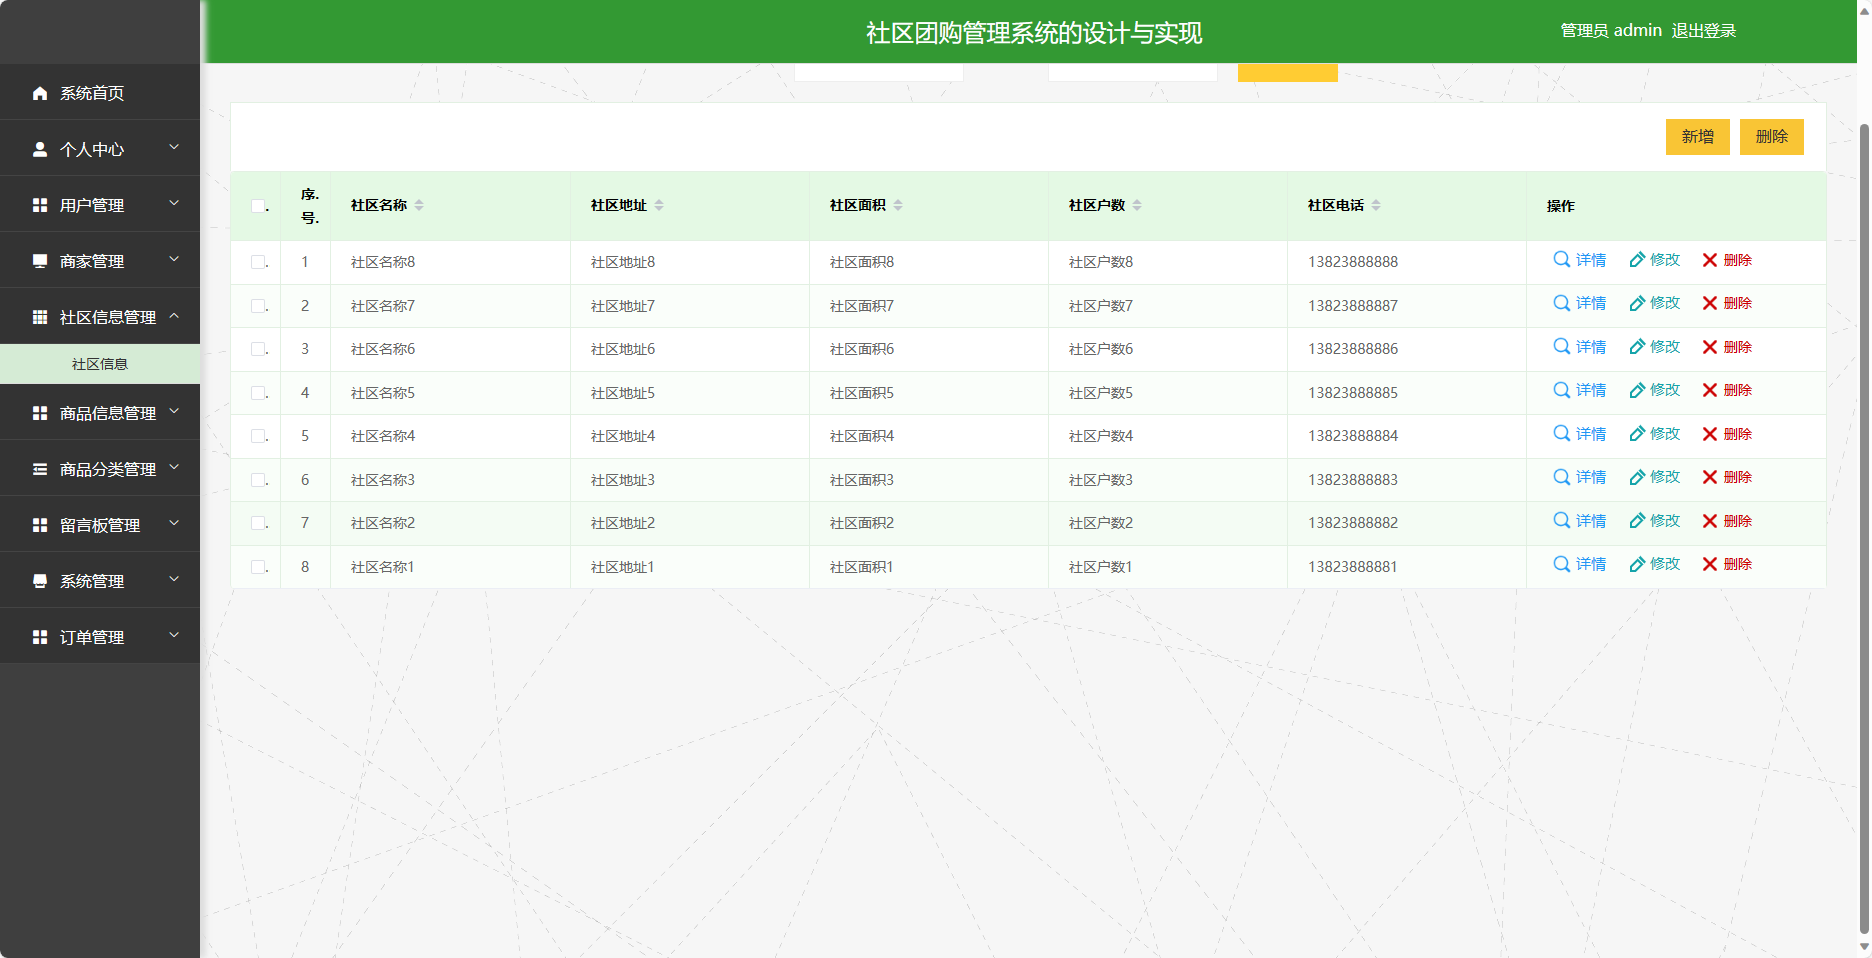 社区团购管理系统的设计与实现
管理员 admin 退出登录
系统首页
个人中心
用户管理
商家管理
社区信息管理
社区信息
商品信息管理
商品分类管理
留言板管理
系统管理
订单管理
新增 删除
序. 号. 社区名称 社区地址 社区面积 社区户数 社区电话 操作
1 社区名称8 社区地址8 社区面积8 社区户数8 13823888888 详情 修改 删除
2 社区名称7 社区地址7 社区面积7 社区户数7 13823888887 详情 修改 删除
3 社区名称6 社区地址6 社区面积6 社区户数6 13823888886 详情 修改 删除
4 社区名称5 社区地址5 社区面积5 社区户数5 13823888885 详情 修改 删除
5 社区名称4 社区地址4 社区面积4 社区户数4 13823888884 详情 修改 删除
6 社区名称3 社区地址3 社区面积3 社区户数3 13823888883 详情 修改 删除
7 社区名称2 社区地址2 社区面积2 社区户数2 13823888882 详情 修改 删除
8 社区名称1 社区地址1 社区面积1 社区户数1 13823888881 详情 修改 删除